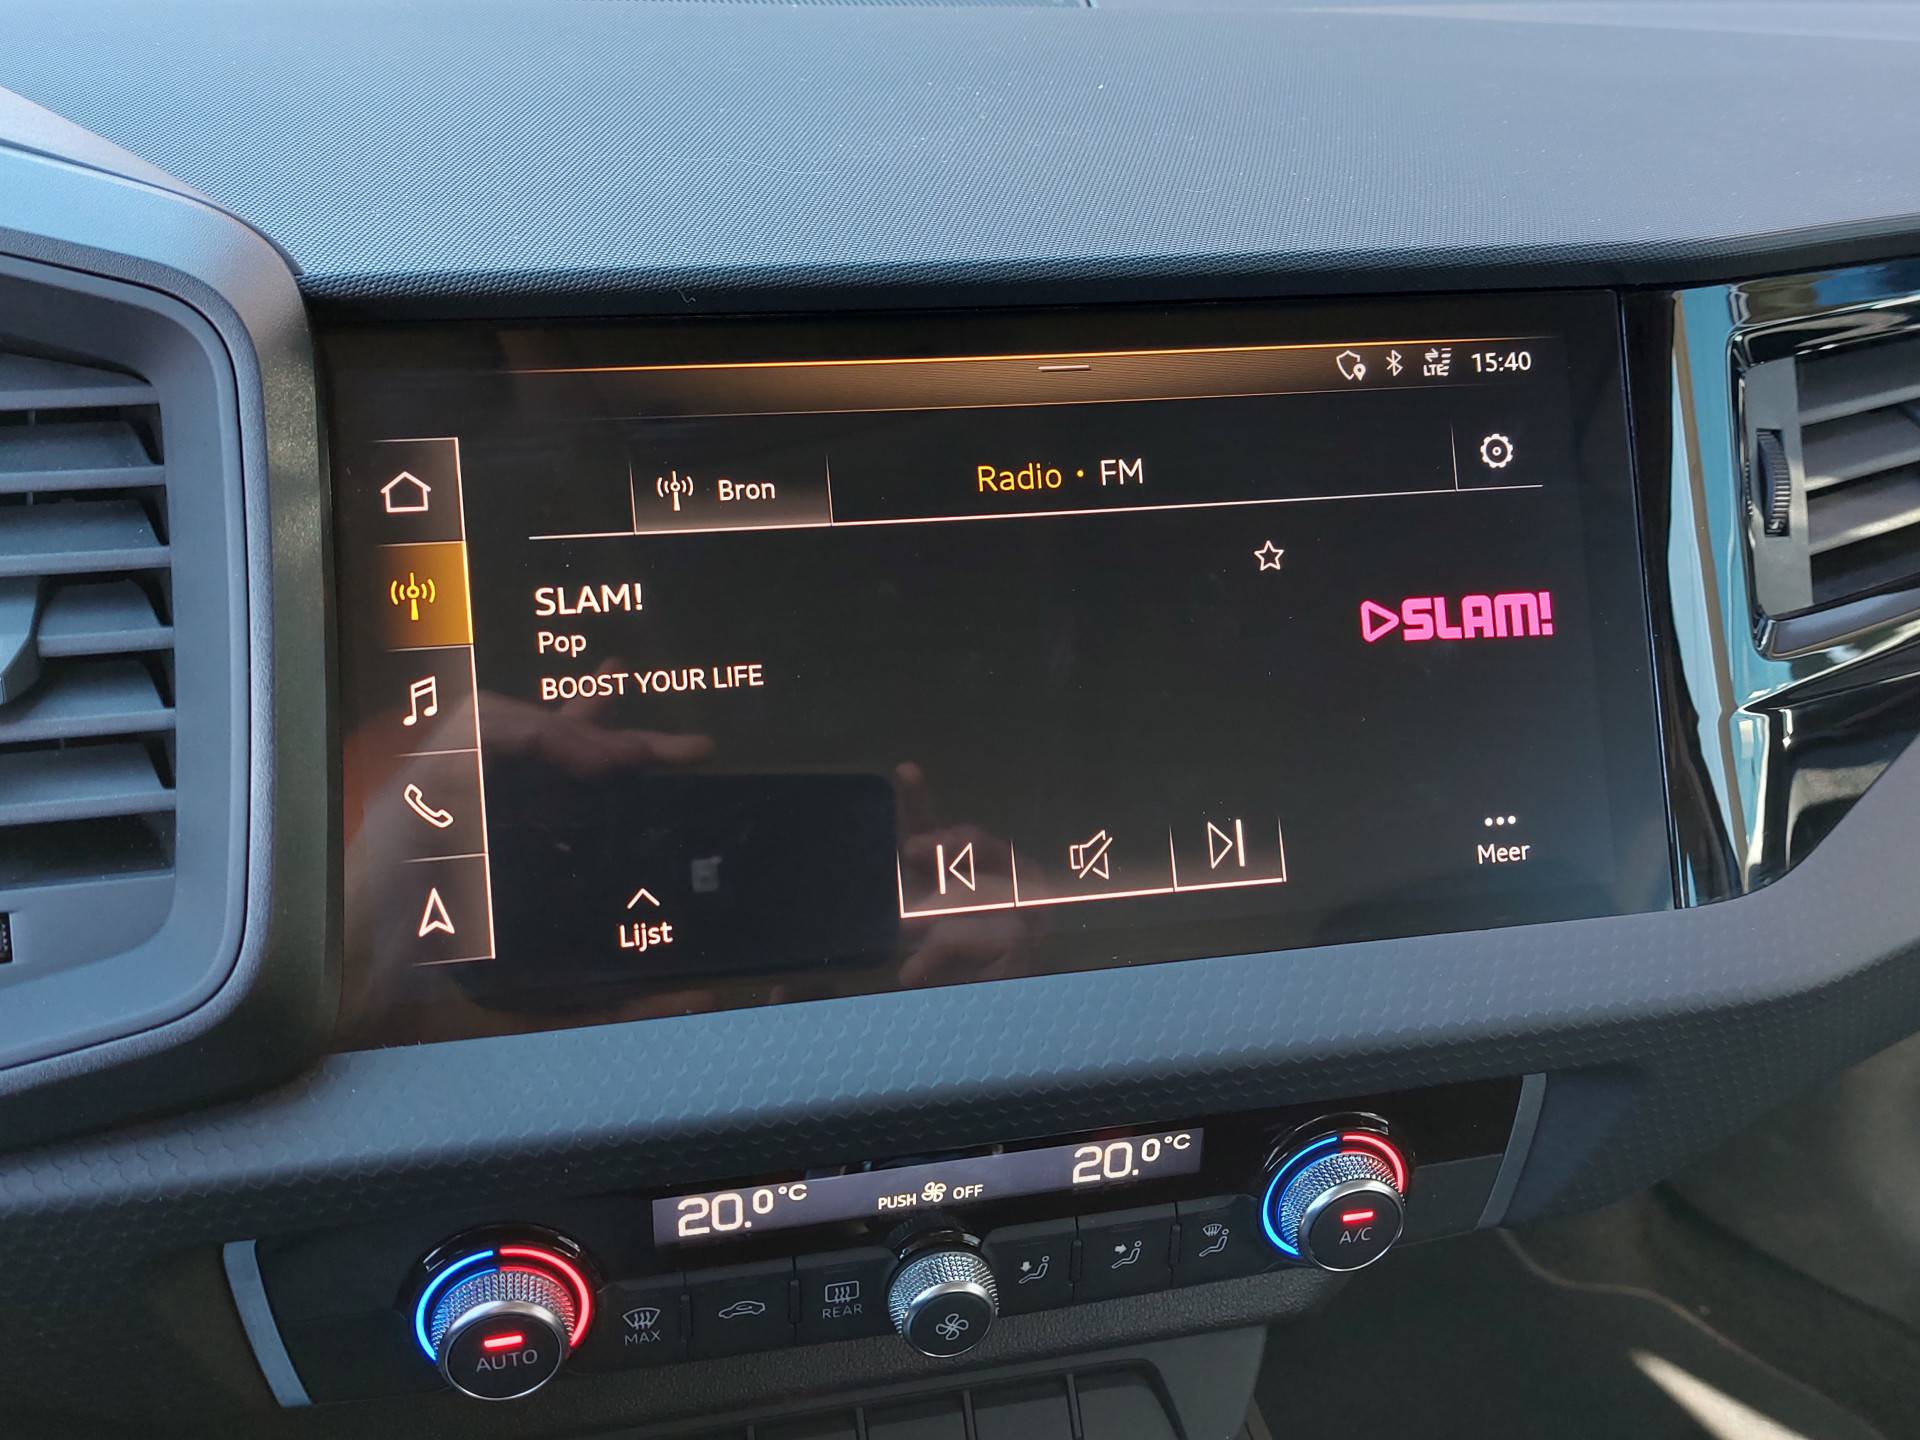 LTE 15:40
Bron
Radio • FM
SLAM!
Pop
BOOST YOUR LIFE
SLAM!
Lijst
Meer
20.0°C
PUSH OFF
20.0°C
AUTO
MAX
REAR
A/C